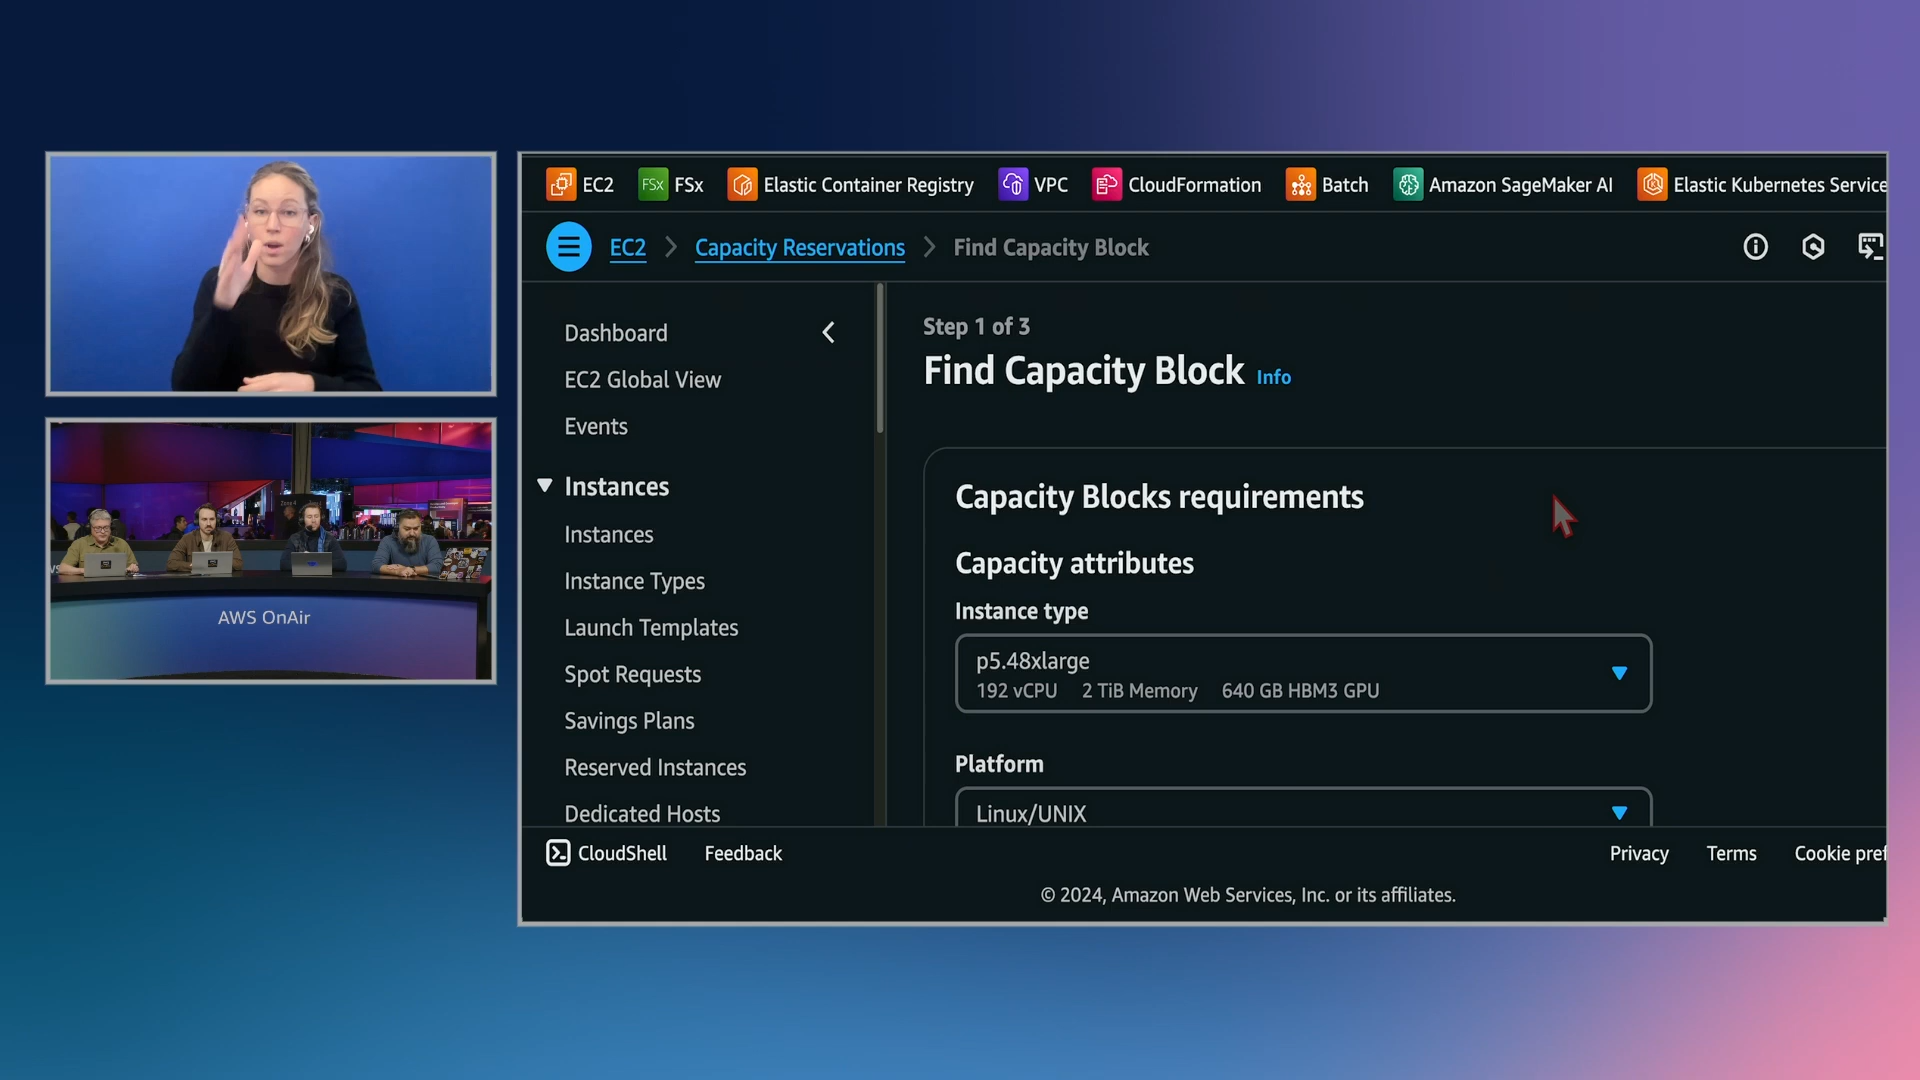 EC2 FSx FSx Elastic Container Registry VPC CloudFormation Batch Amazon SageMaker AI Elastic Kubernetes Service
EC2 Capacity Reservations Find Capacity Block
Dashboard
EC2 Global View
Events
Instances
Instances
Instance Types
Launch Templates
Spot Requests
Savings Plans
Reserved Instances
Dedicated Hosts
Step 1 of 3
Find Capacity Block Info
Capacity Blocks requirements
Capacity attributes
Instance type
p5.48xlarge
192 vCPU 2 TiB Memory 640 GB HBM3 GPU
Platform
Linux/UNIX
CloudShell Feedback Privacy Terms Cookie pref
© 2024, Amazon Web Services, Inc. or its affiliates.
AWS OnAir